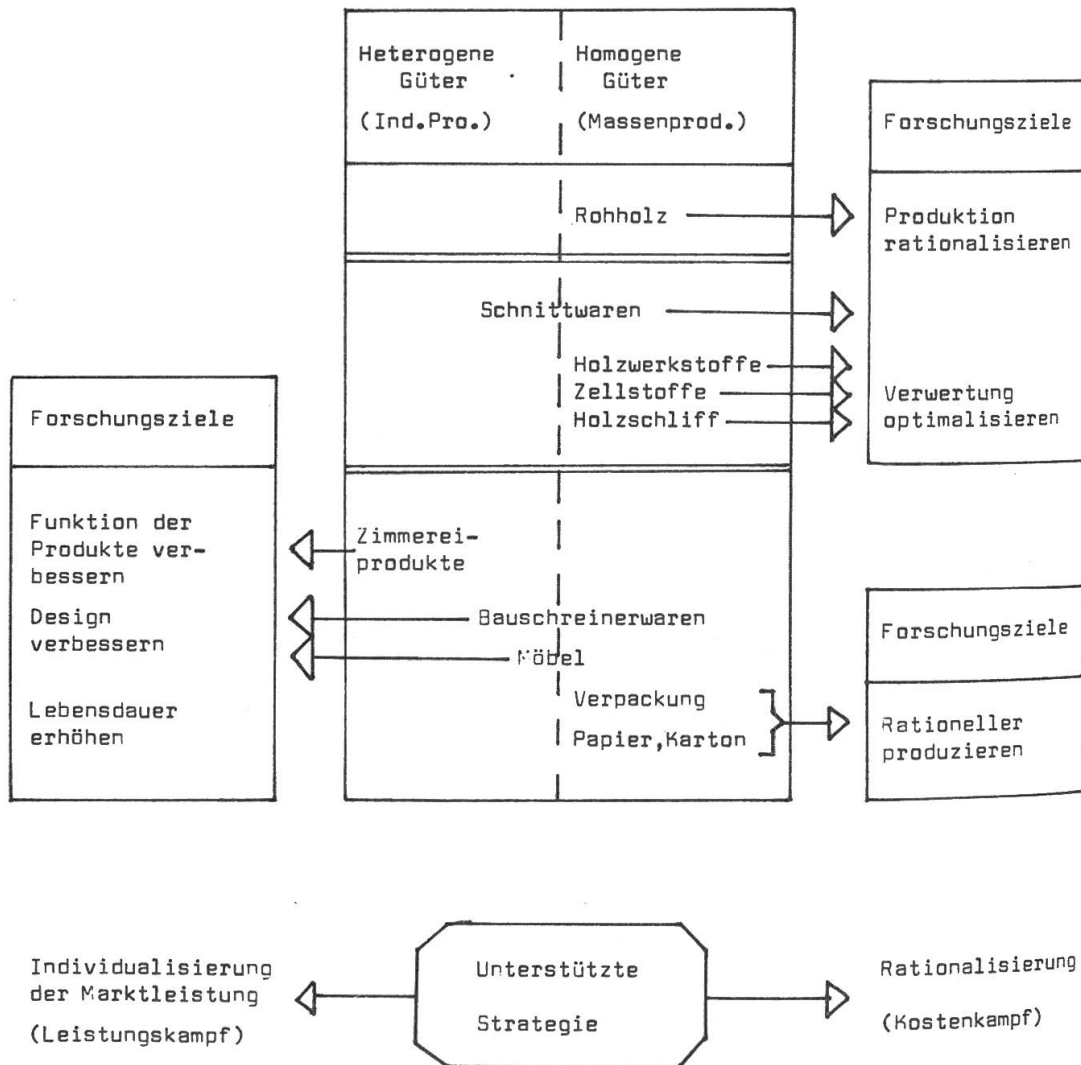 Heterogene
Güter
(Ind.Pro.)
Homogene
Güter
(Massenprod.)
Forschungsziele
Rohholz
Produktion
rationalisieren
Schnittwaren
Holzwerkstoffe
Zellstoffe
Holzschliff
Verwertung
optimalisieren
Forschungsziele
Funktion der
Produkte ver-
bessern
Design
verbessern
Lebensdauer
erhöhen
Zimmerei-
produkte
Bauschreinerwaren
Möbel
Verpackung
Papier,Karton
Forschungsziele
Rationeller
produzieren
Individualisierung
der Marktleistung
(Leistungskampf)
Unterstützte
Strategie
Rationalisierung
(Kostenkampf)